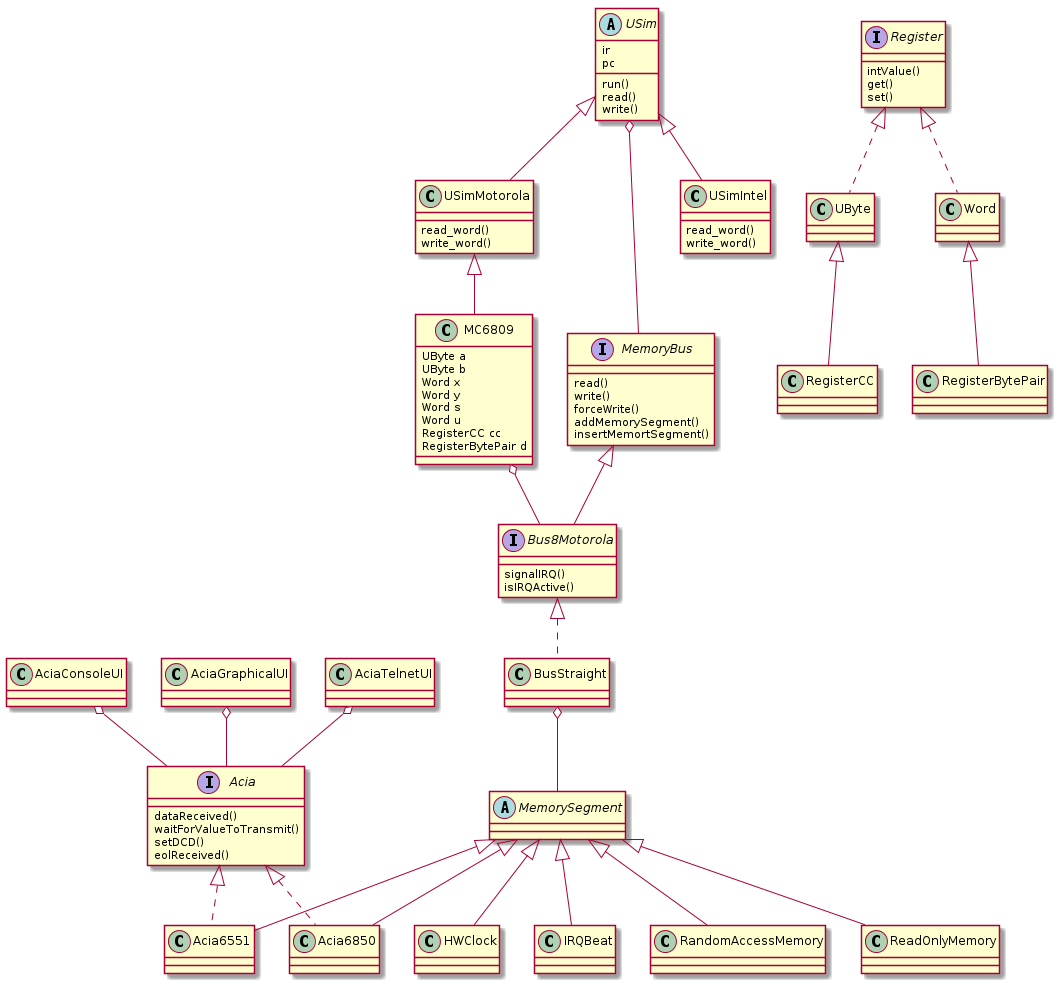 A USim
ir
pc
run()
read()
write()
I Register
intValue()
get()
set()
C USimMotorola
read_word()
write_word()
C USimIntel
read_word()
write_word()
C UByte
C Word
C MC6809
UByte a
UByte b
Word x
Word y
Word s
Word u
RegisterCC cc
RegisterBytePair d
I MemoryBus
read()
write()
forceWrite()
addMemorySegment()
insertMemortSegment()
C RegisterCC
C RegisterBytePair
I Bus8Motorola
signalIRQ()
isIRQActive()
C AciaConsoleUI
C AciaGraphicalUI
C AciaTelnetUI
C BusStraight
I Acia
dataReceived()
waitForValueToTransmit()
setDCD()
eolReceived()
A MemorySegment
C Acia6551
C Acia6850
C HWClock
C IRQBeat
C RandomAccessMemory
C ReadOnlyMemory